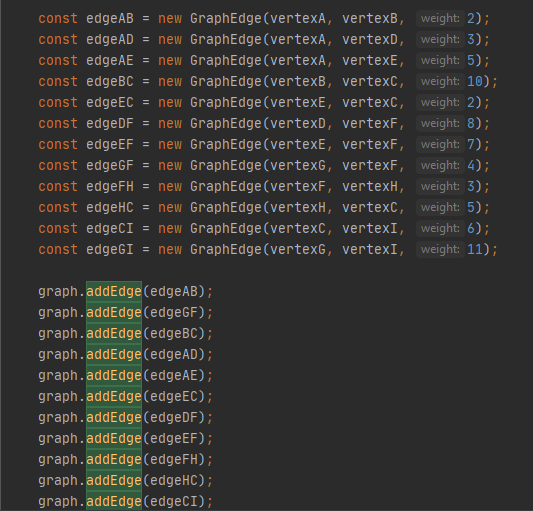 const edgeAB = new GraphEdge(vertexA, vertexB, weight: 2);
const edgeAD = new GraphEdge(vertexA, vertexD, weight: 3);
const edgeAE = new GraphEdge(vertexA, vertexE, weight: 5);
const edgeBC = new GraphEdge(vertexB, vertexC, weight: 10);
const edgeEC = new GraphEdge(vertexE, vertexC, weight: 2);
const edgeDF = new GraphEdge(vertexD, vertexF, weight: 8);
const edgeEF = new GraphEdge(vertexE, vertexF, weight: 7);
const edgeGF = new GraphEdge(vertexG, vertexF, weight: 4);
const edgeFH = new GraphEdge(vertexF, vertexH, weight: 3);
const edgeHC = new GraphEdge(vertexH, vertexC, weight: 5);
const edgeCI = new GraphEdge(vertexC, vertexI, weight: 6);
const edgeGI = new GraphEdge(vertexG, vertexI, weight: 11);
graph.addEdge(edgeAB);
graph.addEdge(edgeGF);
graph.addEdge(edgeBC);
graph.addEdge(edgeAD);
graph.addEdge(edgeAE);
graph.addEdge(edgeEC);
graph.addEdge(edgeDF);
graph.addEdge(edgeEF);
graph.addEdge(edgeFH);
graph.addEdge(edgeHC);
graph.addEdge(edgeCI);